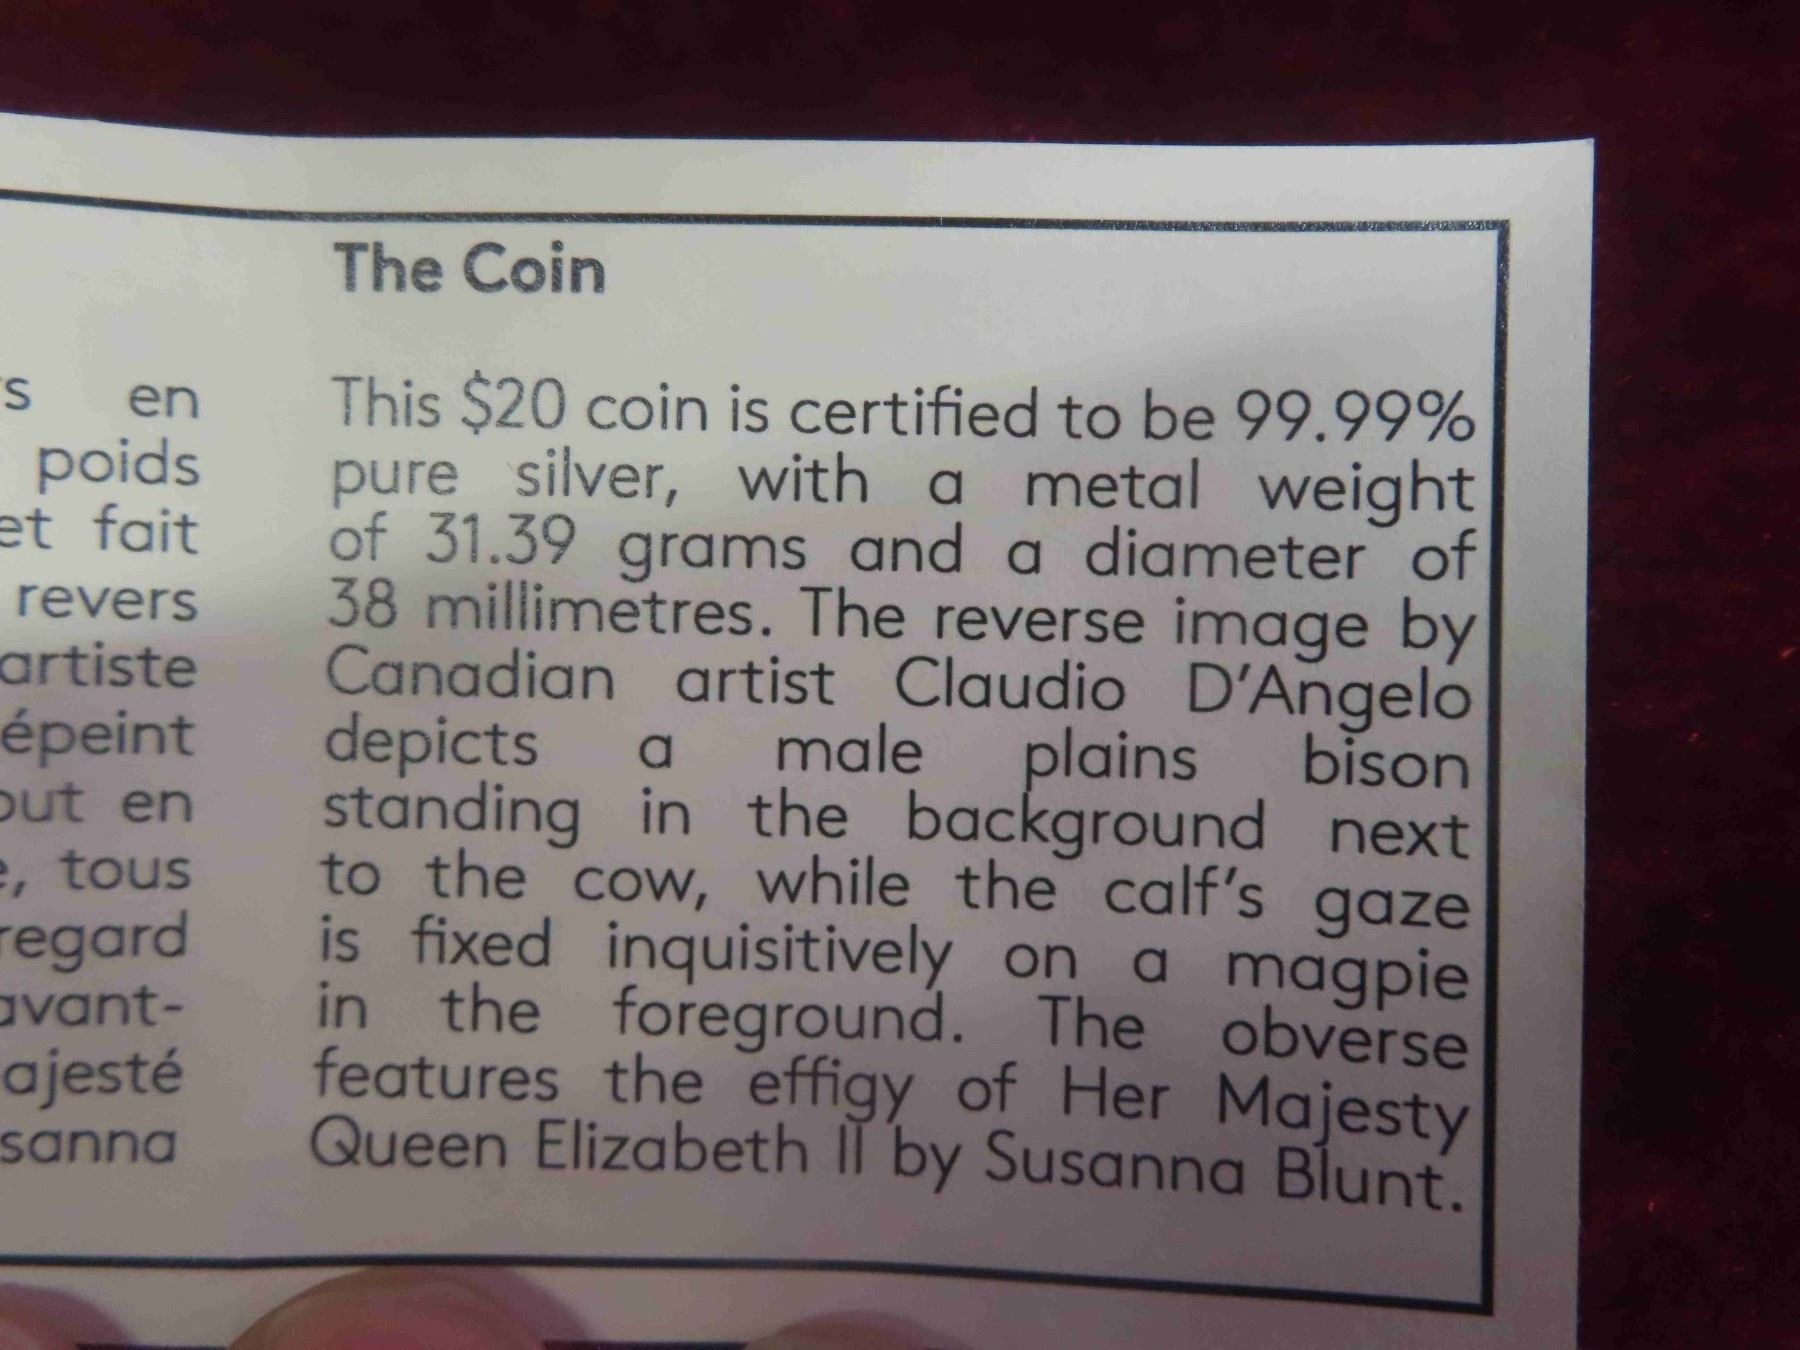 s en
poids
et fait
revers
artiste
épeint
out en
, tous
regard
avant-
ajesté
sanna
The Coin
This $20 coin is certified to be 99.99%
pure silver, with a metal weight
of 31.39 grams and a diameter of
38 millimetres. The reverse image by
Canadian artist Claudio D'Angelo
depicts a male plains bison
standing in the background next
to the cow, while the calf's gaze
is fixed inquisitively on a magpie
in the foreground. The obverse
features the effigy of Her Majesty
Queen Elizabeth II by Susanna Blunt.